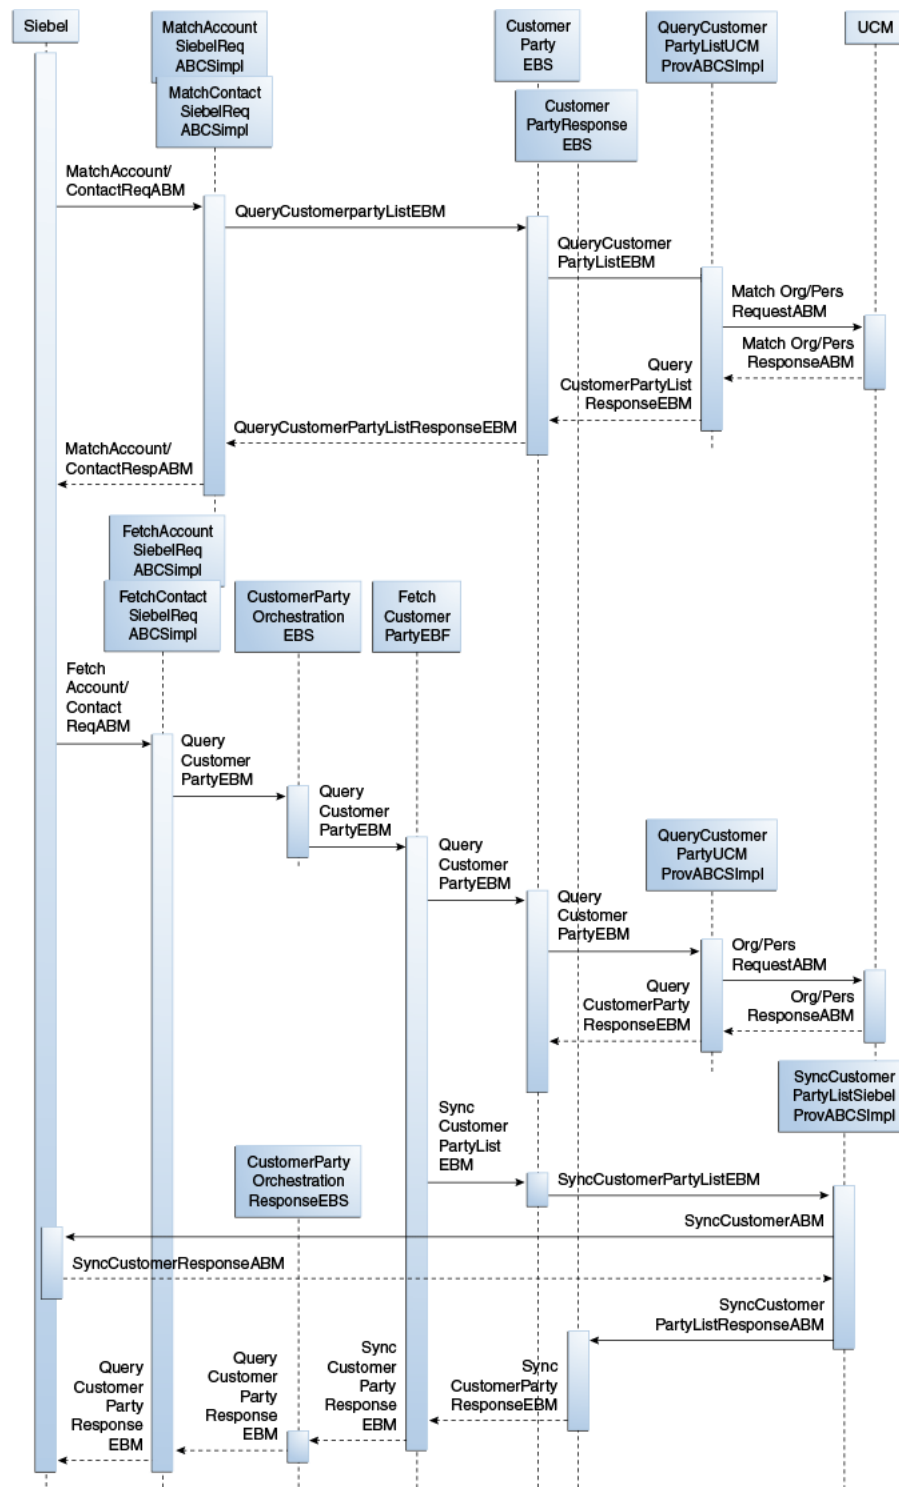 Siebel
MatchAccount
SiebelReq
ABCSimpl
Customer
Party
EBS
QueryCustomer
PartyListUCM
ProvABCSImpl
UCM
MatchContact
SiebelReq
ABCSimpl
Customer
PartyResponse
EBS
MatchAccount/
ContactReqABM
QueryCustomerpartyListEBM
QueryCustomer
PartyListEBM
Match Org/Pers
RequestABM
Match Org/Pers
ResponseABM
Query
CustomerPartyList
ResponseEBM
QueryCustomerPartyListResponseEBM
MatchAccount/
ContactRespABM
FetchAccount
SiebelReq
ABCSImpl
FetchContact
SiebelReq
ABCSImpl
CustomerParty
Orchestration
EBS
Fetch
Customer
PartyEBF
Fetch
Account/
Contact
ReqABM
Query
Customer
PartyEBM
Query
Customer
PartyEBM
Query
Customer
PartyEBM
QueryCustomer
PartyUCM
ProvABCSImpl
Query
Customer
PartyEBM
Org/Pers
RequestABM
Query
CustomerParty
ResponseEBM
Org/Pers
ResponseABM
SyncCustomer
PartyListSiebel
ProvABCSImpl
Sync
Customer
PartyList
EBM
CustomerParty
Orchestration
ResponseEBS
SyncCustomerPartyListEBM
SyncCustomerABM
SyncCustomerResponseABM
SyncCustomer
PartyListResponseABM
Sync
CustomerParty
ResponseEBM
Sync
Customer
Party
Response
EBM
Query
Customer
Party
Response
EBM
Query
Customer
Party
Response
EBM